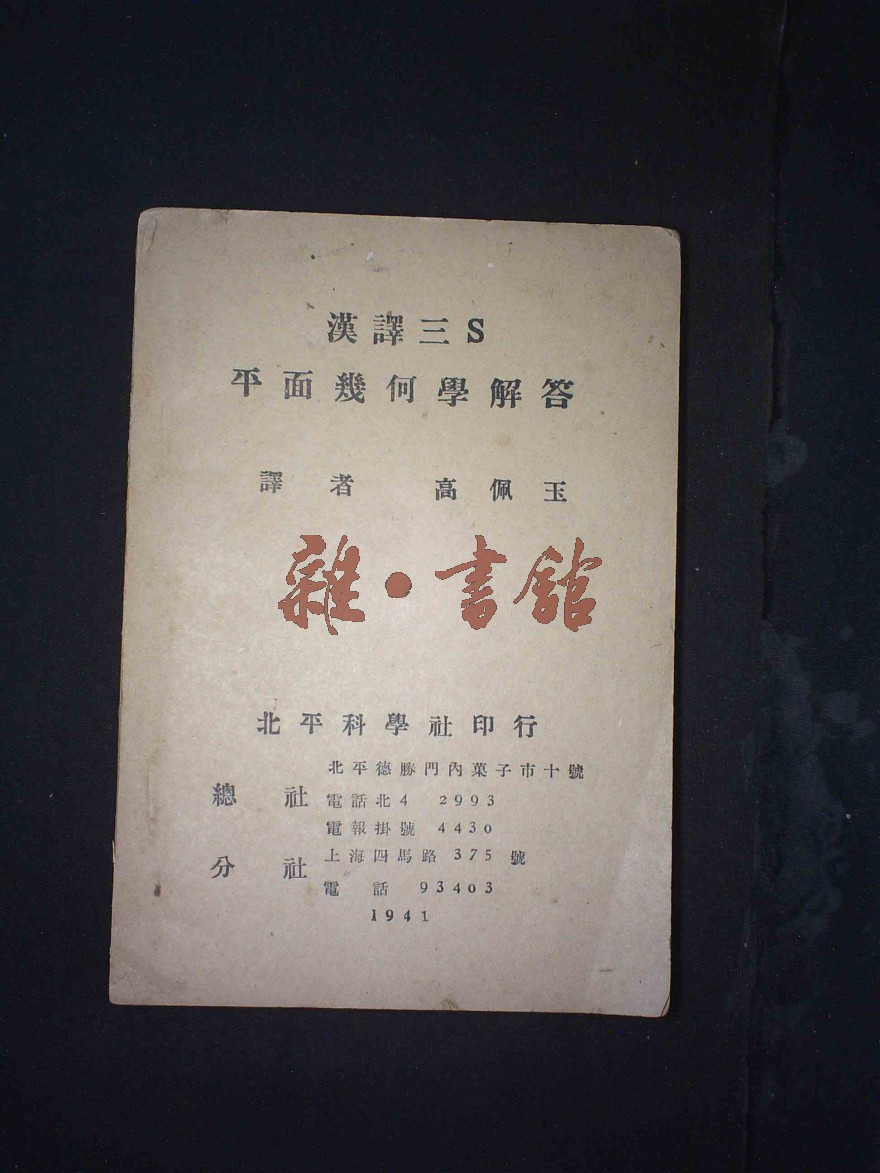 漢譯三S
平面幾何學解答
譯者 高佩玉
雜·書館
北平科學社印行
總社 北平德勝門內菓子市十號
電話北4 2993
電報掛號 4430
分社 上海四馬路 375 號
電話 93403
1941